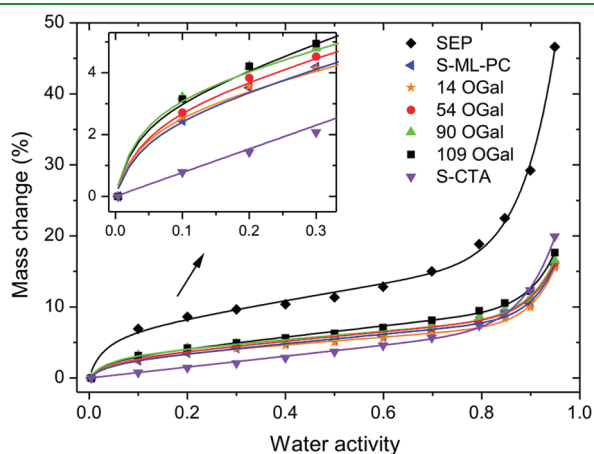 Mass change (%)
50
40
30
20
10
0
4
2
0
0.0 0.1 0.2 0.3
SEP
S-ML-PC
14 OGal
54 OGal
90 OGal
109 OGal
S-CTA
0.0 0.2 0.4 0.6 0.8 1.0
Water activity